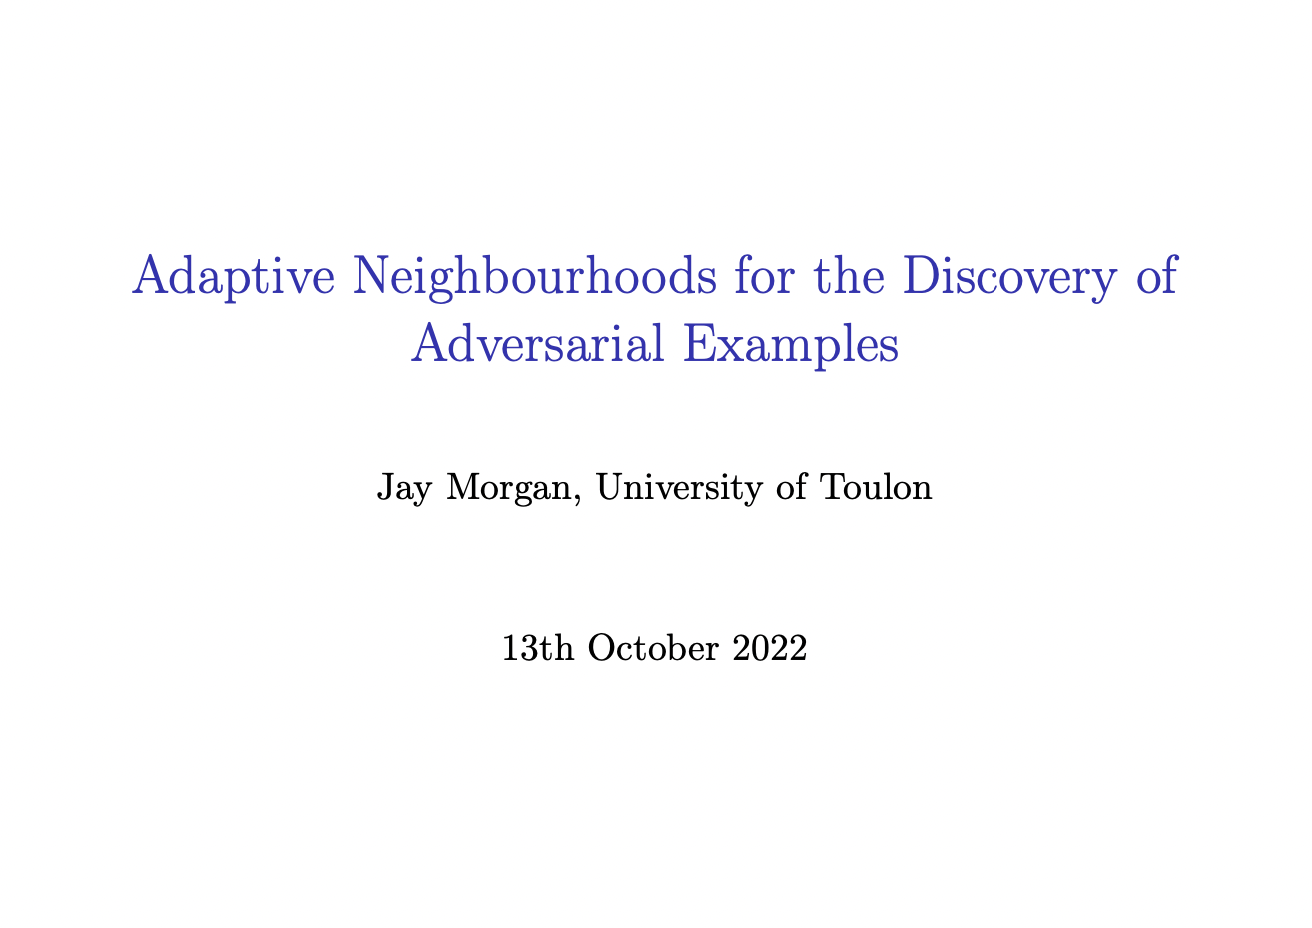 Adaptive Neighbourhoods for the Discovery of
Adversarial Examples
Jay Morgan, University of Toulon
13th October 2022